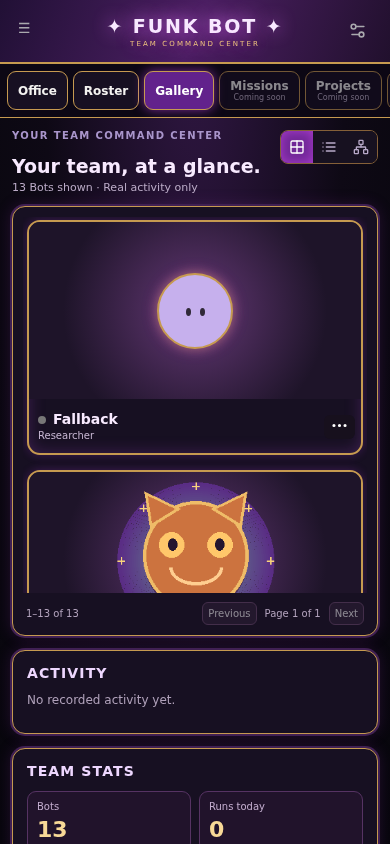 ✦ FUNK BOT ✦
TEAM COMMAND CENTER
Office
Roster
Gallery
Missions
Coming soon
Projects
Coming soon
YOUR TEAM COMMAND CENTER
Your team, at a glance.
13 Bots shown · Real activity only
Fallback
Researcher
1–13 of 13
Previous
Page 1 of 1
Next
ACTIVITY
No recorded activity yet.
TEAM STATS
Bots
13
Runs today
0